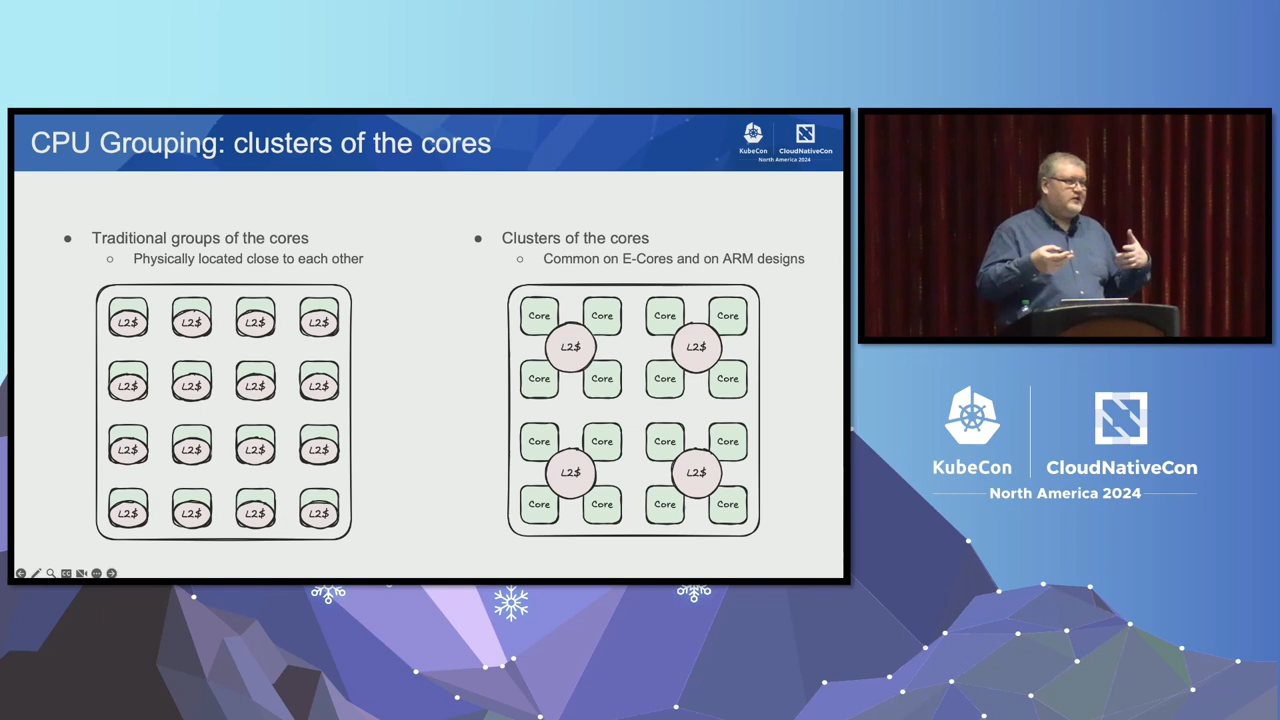 CPU Grouping: clusters of the cores
KubeCon
CloudNativeCon
North America 2024
Traditional groups of the cores
Physically located close to each other
L2$ L2$ L2$ L2$
L2$ L2$ L2$ L2$
L2$ L2$ L2$ L2$
L2$ L2$ L2$ L2$
Clusters of the cores
Common on E-Cores and on ARM designs
Core Core Core Core
L2$ L2$
Core Core Core Core
Core Core Core Core
L2$ L2$
Core Core Core Core
KubeCon
CloudNativeCon
North America 2024